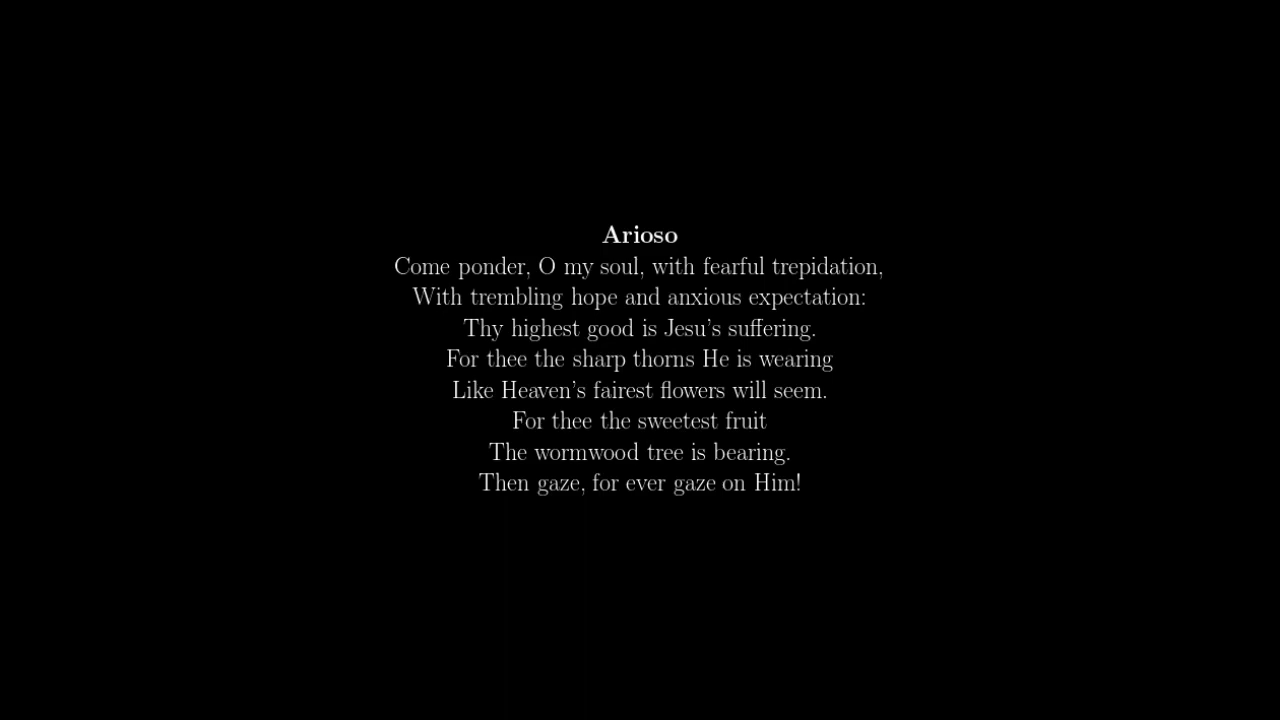 Arioso
Come ponder, O my soul, with fearful trepidation,
With trembling hope and anxious expectation:
Thy highest good is Jesu's suffering.
For thee the sharp thorns He is wearing
Like Heaven's fairest flowers will seem.
For thee the sweetest fruit
The wormwood tree is bearing.
Then gaze, for ever gaze on Him!